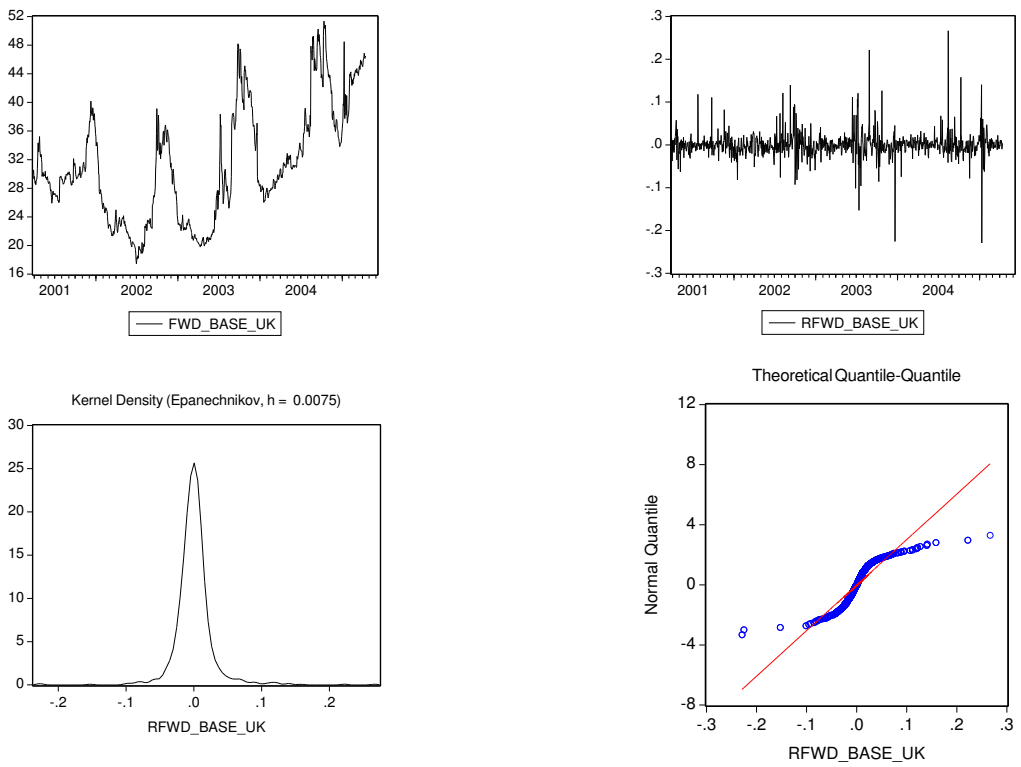 52
48
44
40
36
32
28
24
20
16
2001 2002 2003 2004
FWD_BASE_UK
.3
.2
.1
.0
-.1
-.2
-.3
2001 2002 2003 2004
RFWD_BASE_UK
Kernel Density (Epanechnikov, h = 0.0075)
30
25
20
15
10
5
0
-.2 -.1 .0 .1 .2
RFWD_BASE_UK
Theoretical Quantile-Quantile
Normal Quantile
12
8
4
0
-4
-8
-.3 -.2 -.1 .0 .1 .2 .3
RFWD_BASE_UK